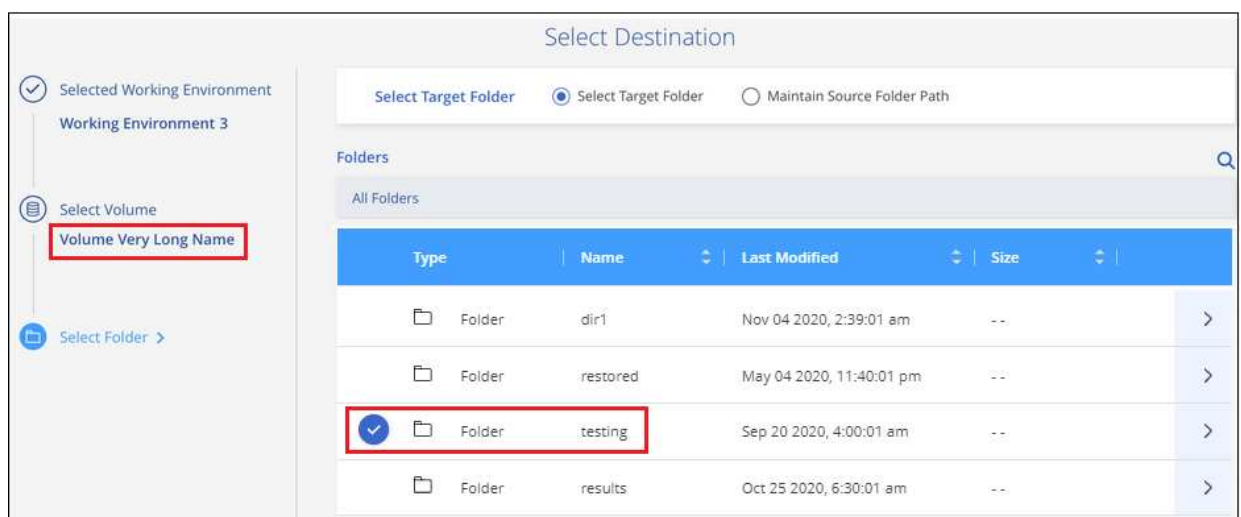 Select Destination
Selected Working Environment
Working Environment 3
Select Volume
Volume Very Long Name
Select Folder >
Select Target Folder Select Target Folder Maintain Source Folder Path
Folders
All Folders
Type Name Last Modified Size
Folder dir1 Nov 04 2020, 2:39:01 am --
Folder restored May 04 2020, 11:40:01 pm --
Folder testing Sep 20 2020, 4:00:01 am --
Folder results Oct 25 2020, 6:30:01 am --